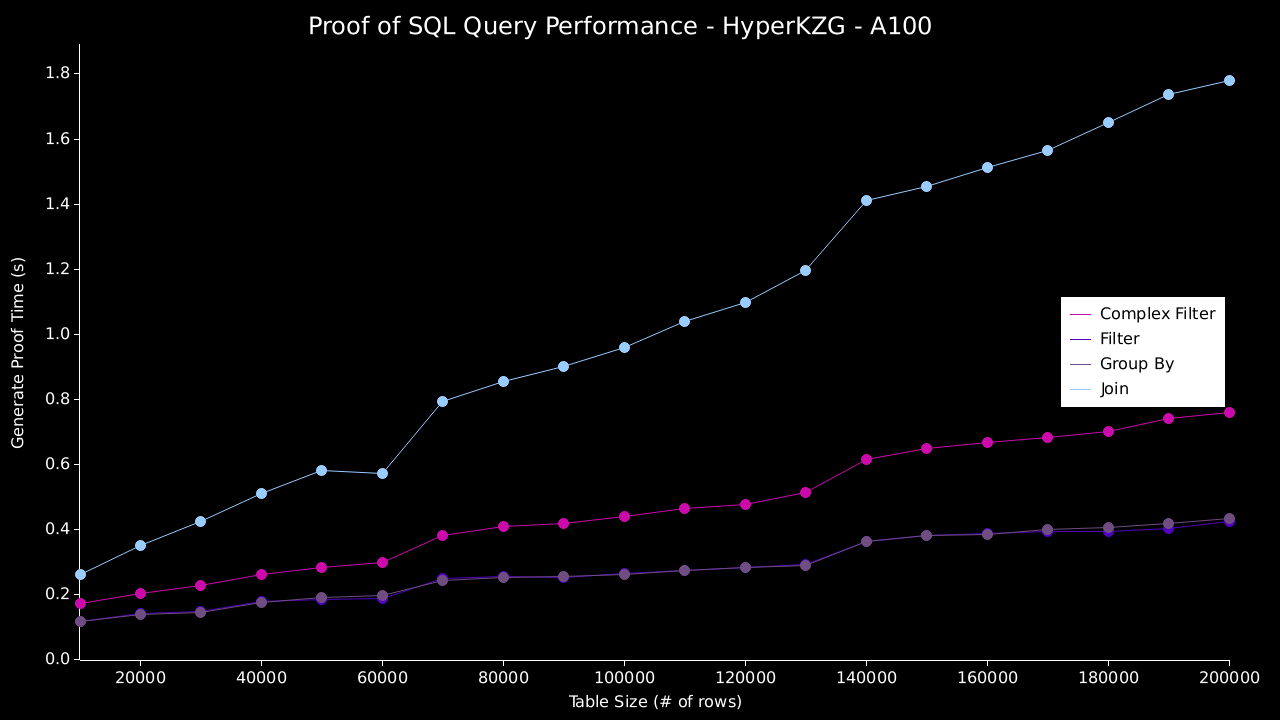 Proof of SQL Query Performance - HyperKZG - A100
1.8
1.6
1.4
1.2
1.0
0.8
0.6
0.4
0.2
0.0
Generate Proof Time (s)
Complex Filter
Filter
Group By
Join
20000 40000 60000 80000 100000 120000 140000 160000 180000 200000
Table Size (# of rows)